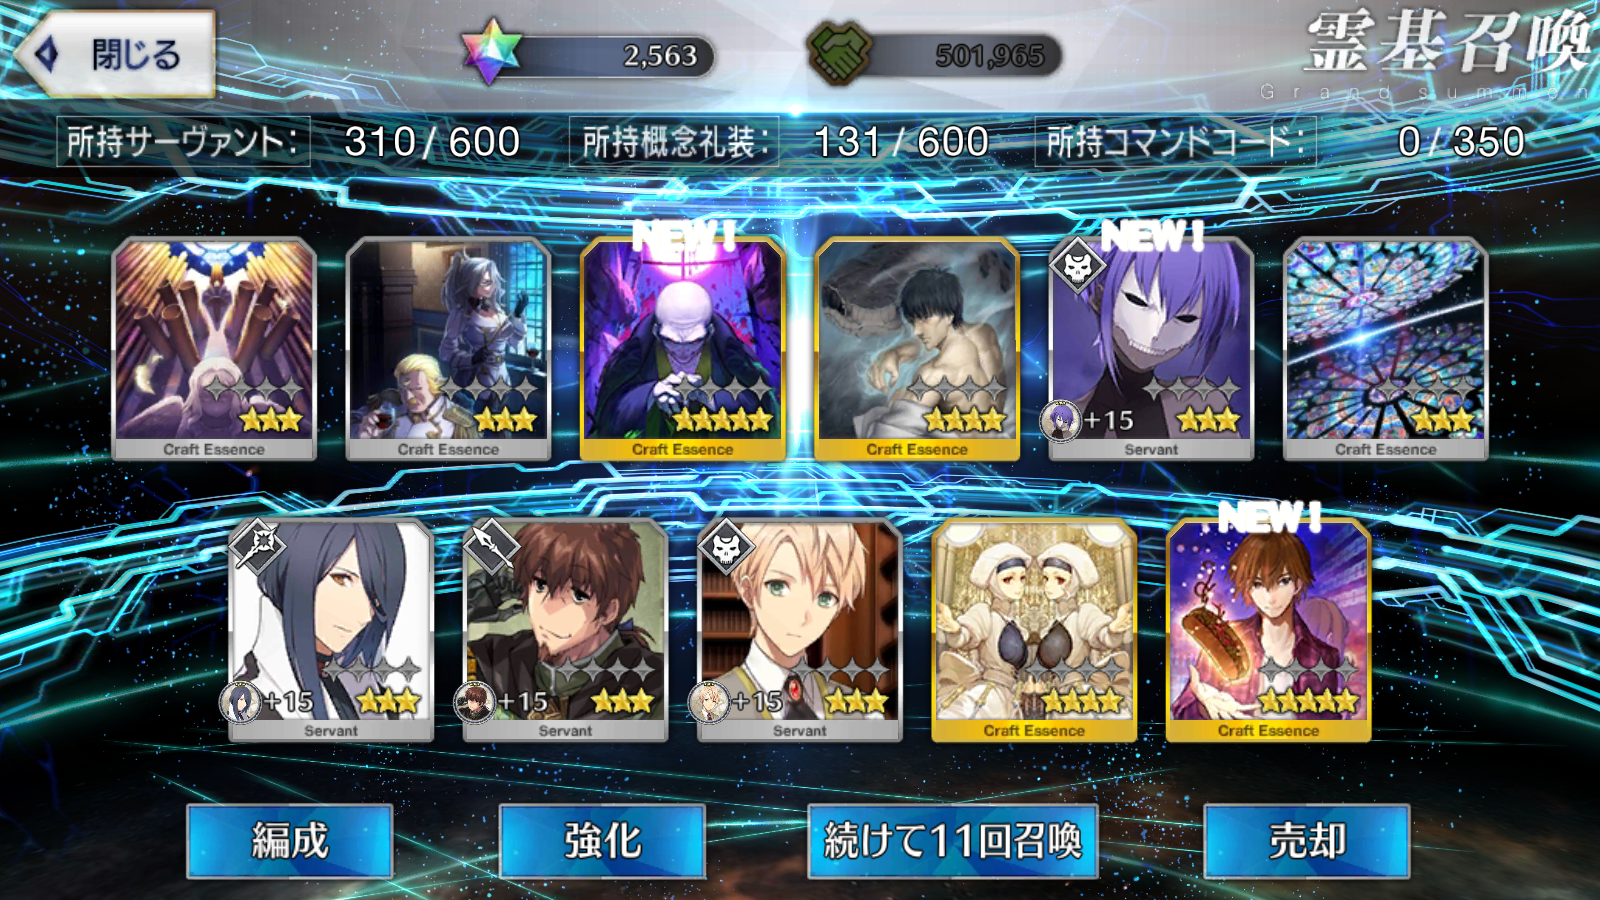 閉じる
2,563
501,965
霊基召喚
Grand summon
所持サーヴァント: 310/600
所持概念礼装: 131/600
所持コマンドコード: 0/350
NEW!
NEW!
+15
Craft Essence
Craft Essence
Craft Essence
Craft Essence
Servant
Craft Essence
NEW!
+15
+15
+15
Servant
Servant
Servant
Craft Essence
Craft Essence
編成
強化
続けて11回召喚
売却